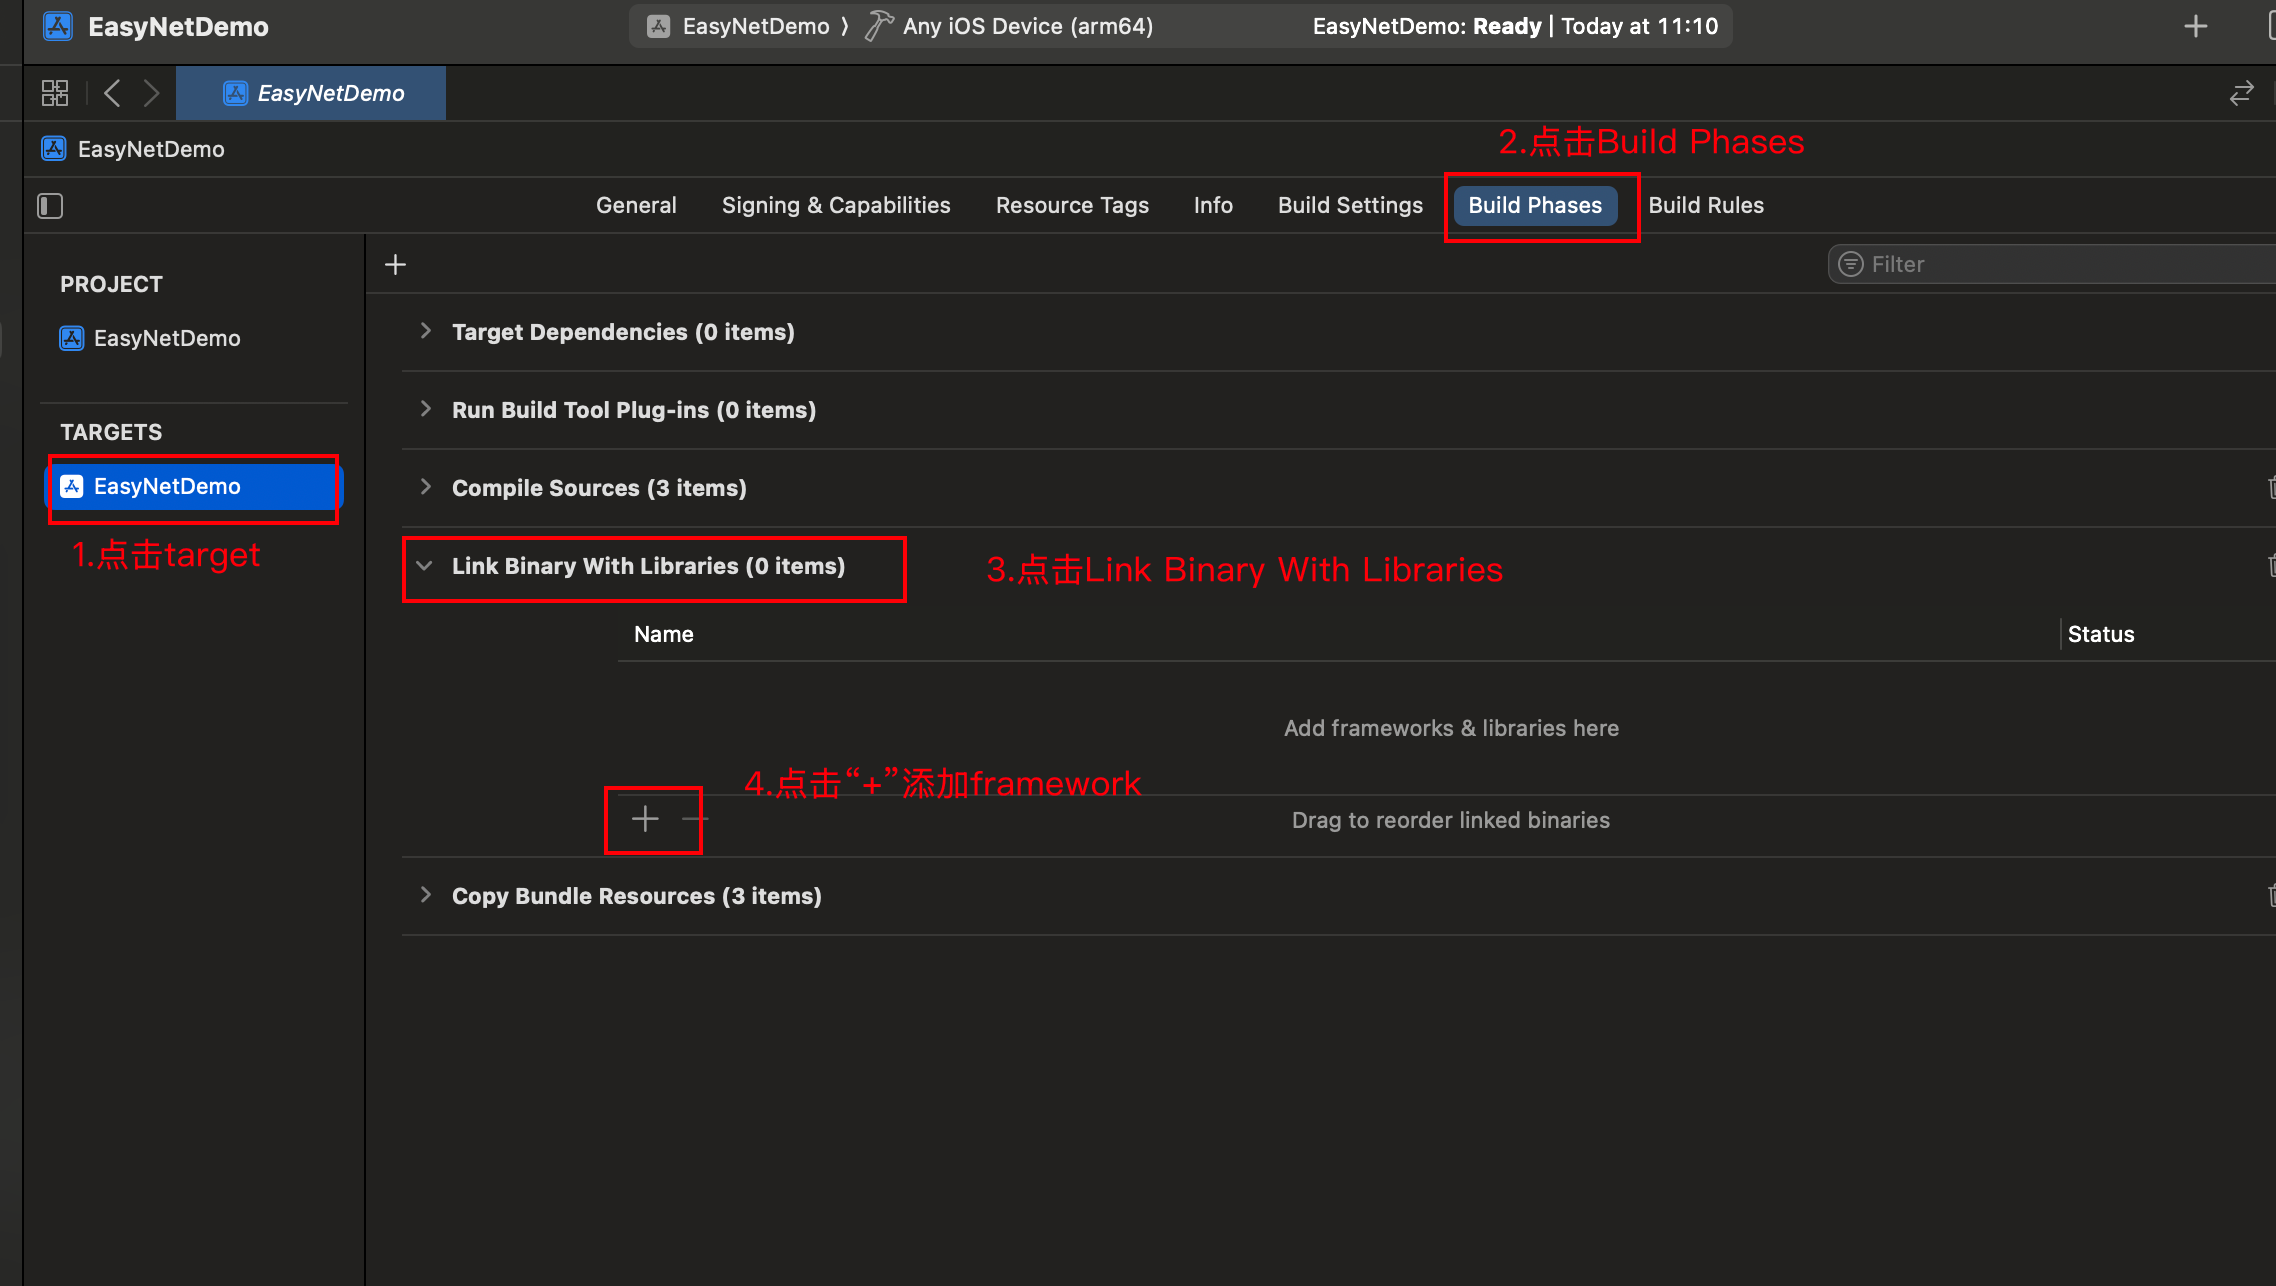 EasyNetDemo
EasyNetDemo 〉 Any iOS Device (arm64)
EasyNetDemo: Ready | Today at 11:10
EasyNetDemo
EasyNetDemo
2.点击Build Phases
General Signing & Capabilities Resource Tags Info Build Settings Build Phases Build Rules
Filter
PROJECT
EasyNetDemo
TARGETS
EasyNetDemo
1.点击target
Target Dependencies (0 items)
Run Build Tool Plug-ins (0 items)
Compile Sources (3 items)
Link Binary With Libraries (0 items)
3.点击Link Binary With Libraries
Name Status
Add frameworks & libraries here
4.点击“+”添加framework
Drag to reorder linked binaries
Copy Bundle Resources (3 items)